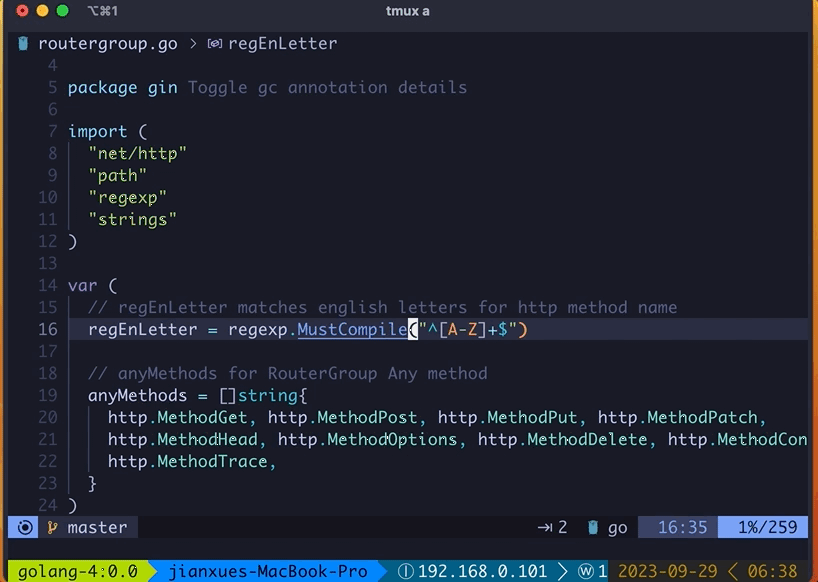 ⌥⌘1 tmux a
routergroup.go > regEnLetter
4
5 package gin Toggle gc annotation details
6
7 import (
8 "net/http"
9 "path"
10 "regexp"
11 "strings"
12 )
13
14 var (
15 // regEnLetter matches english letters for http method name
16 regEnLetter = regexp.MustCompile("^[A-Z]+$")
17
18 // anyMethods for RouterGroup Any method
19 anyMethods = []string{
20 http.MethodGet, http.MethodPost, http.MethodPut, http.MethodPatch,
21 http.MethodHead, http.MethodOptions, http.MethodDelete, http.MethodCon
22 http.MethodTrace,
23 }
24 )
master ⇥ 2 go 16:35 1%/259
golang-4:0.0 jianxues-MacBook-Pro Ⓛ 192.168.0.101 > ⓦ 1 2023-09-29 < 06:38